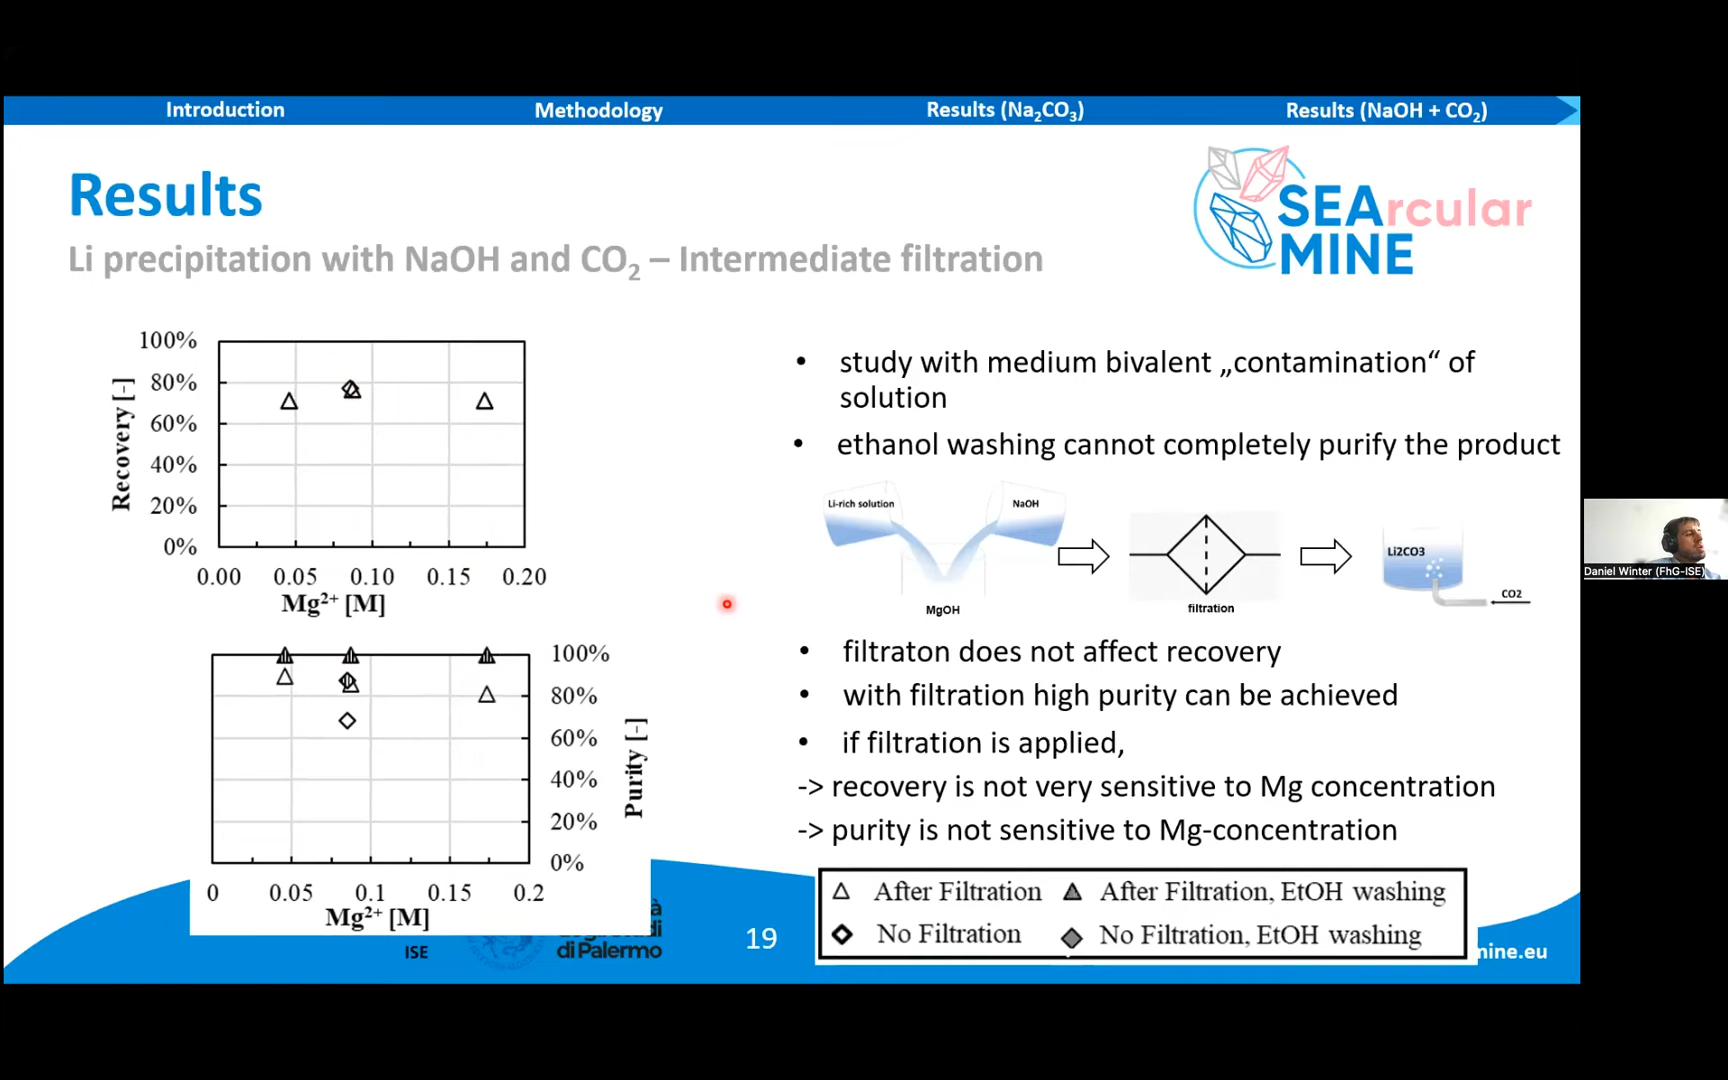 Introduction
Methodology
Results (Na₂CO₃)
Results (NaOH + CO₂)
Results
Li precipitation with NaOH and CO₂ – Intermediate filtration
SEArcular
MINE
100%
80%
60%
40%
20%
0%
Recovery [-]
0.00 0.05 0.10 0.15 0.20
Mg²⁺ [M]
100%
80%
60%
40%
20%
0%
Purity [-]
0 0.05 0.1 0.15 0.2
Mg²⁺ [M]
• study with medium bivalent „contamination“ of
solution
• ethanol washing cannot completely purify the product
Li-rich solution
NaOH
MgOH
filtration
Li2CO3
CO2
• filtraton does not affect recovery
• with filtration high purity can be achieved
• if filtration is applied,
-> recovery is not very sensitive to Mg concentration
-> purity is not sensitive to Mg-concentration
After Filtration
After Filtration, EtOH washing
No Filtration
No Filtration, EtOH washing
ISE
di Palermo
19
mine.eu
Daniel Winter (FhG-ISE)